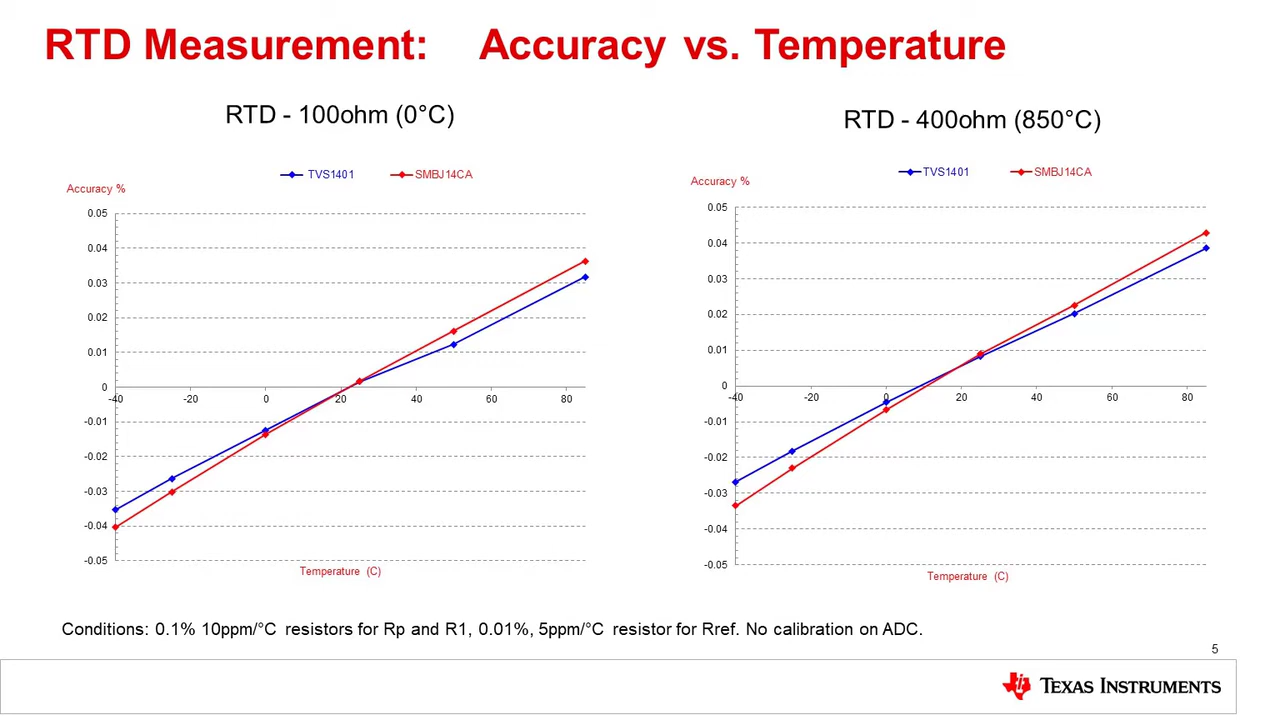 RTD Measurement: Accuracy vs. Temperature
RTD - 100ohm (0°C)
TVS1401 SMBJ14CA
Accuracy %
0.05
0.04
0.03
0.02
0.01
0
-0.01
-0.02
-0.03
-0.04
-0.05
-40 -20 0 20 40 60 80
Temperature (C)
RTD - 400ohm (850°C)
TVS1401 SMBJ14CA
Accuracy %
0.05
0.04
0.03
0.02
0.01
0
-0.01
-0.02
-0.03
-0.04
-0.05
-40 -20 0 20 40 60 80
Temperature (C)
Conditions: 0.1% 10ppm/°C resistors for Rp and R1, 0.01%, 5ppm/°C resistor for Rref. No calibration on ADC.
5
TEXAS INSTRUMENTS